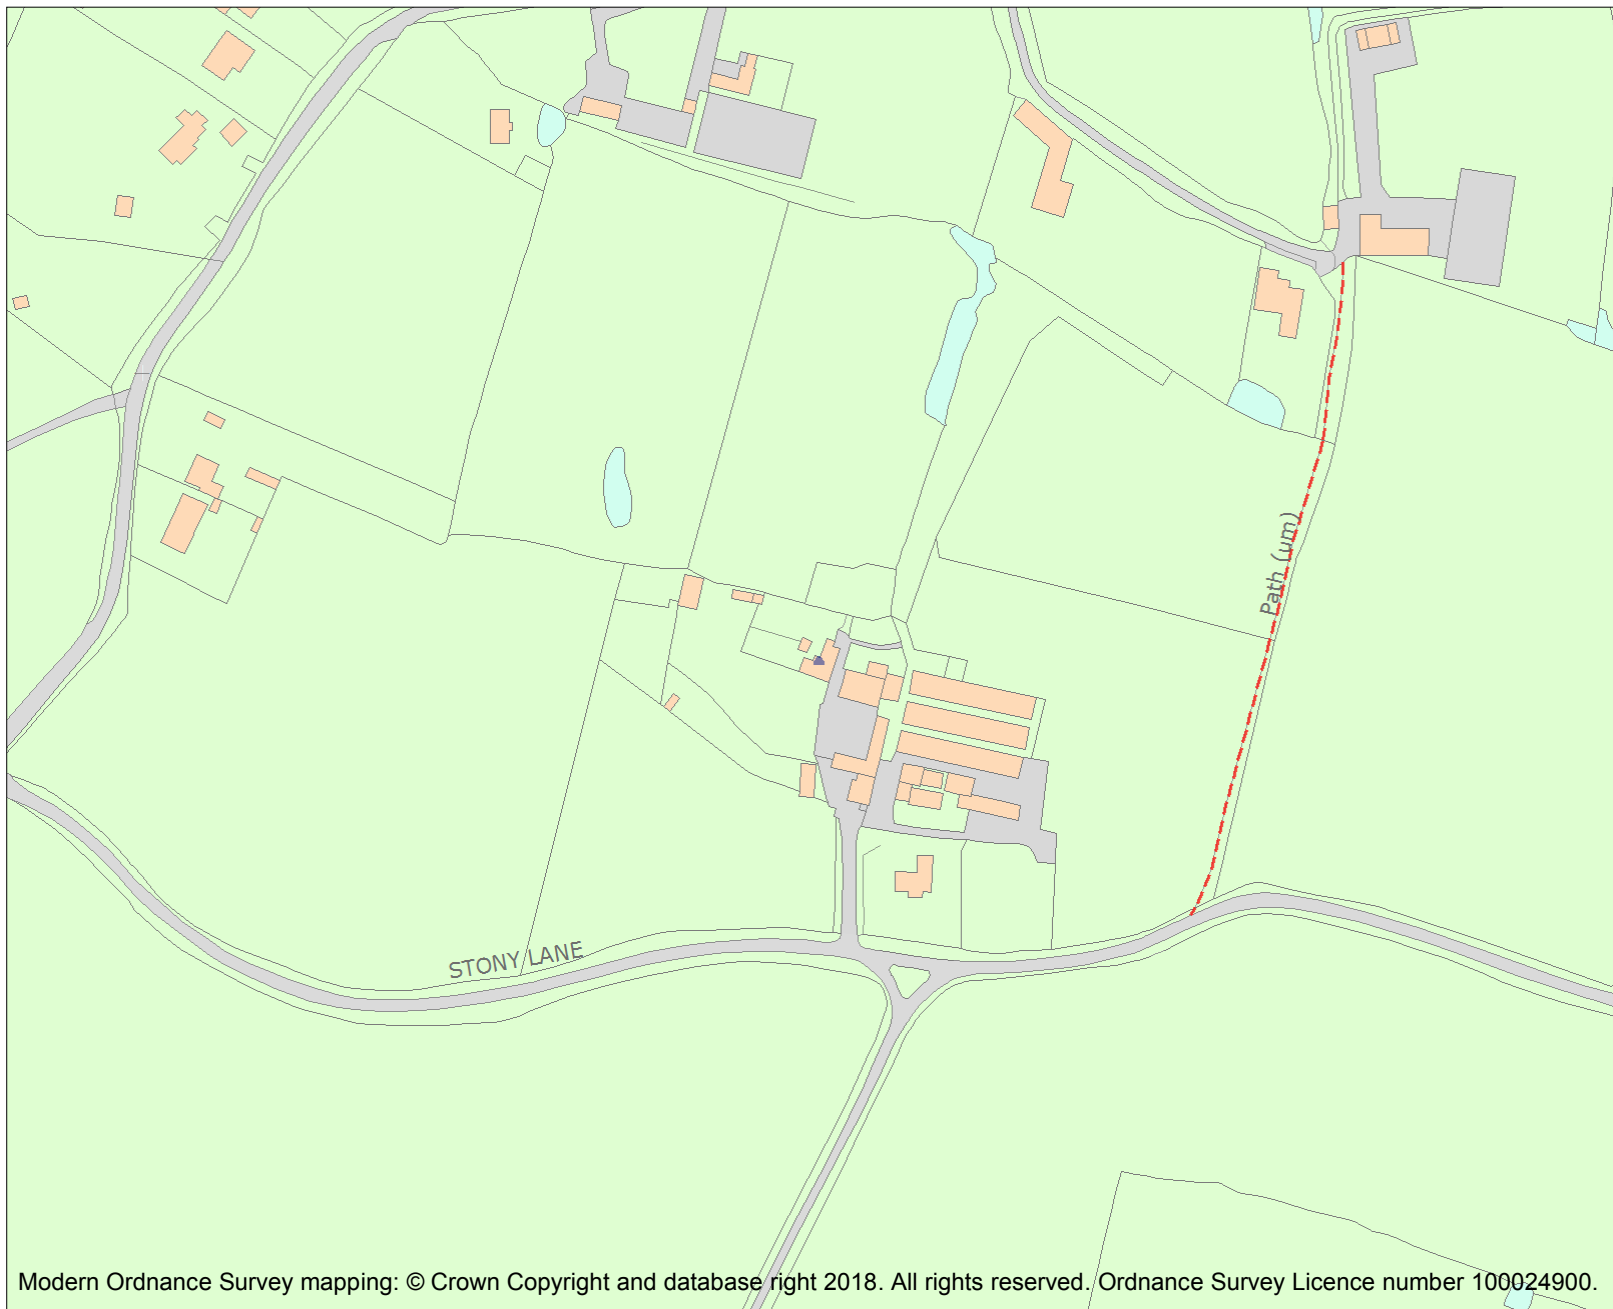 Path (um)
STONY LANE
Modern Ordnance Survey mapping: © Crown Copyright and database right 2018. All rights reserved. Ordnance Survey Licence number 100024900.